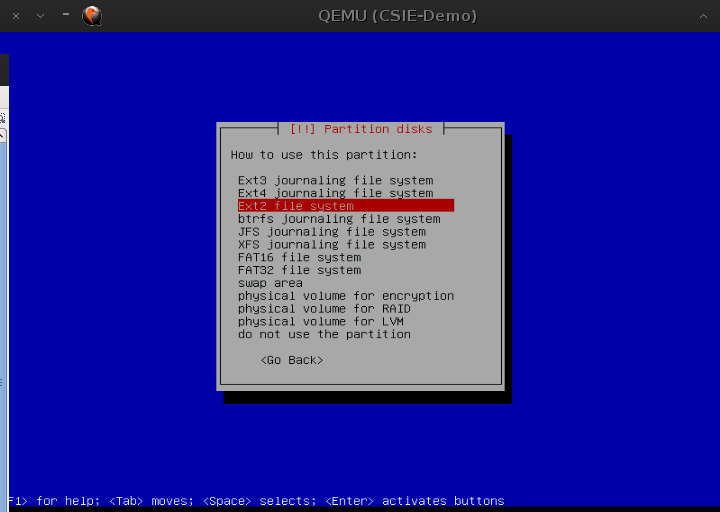 QEMU (CSIE-Demo)
[!!] Partition disks
How to use this partition:
Ext3 journaling file system
Ext4 journaling file system
Ext2 file system
btrfs journaling file system
JFS journaling file system
XFS journaling file system
FAT16 file system
FAT32 file system
swap area
physical volume for encryption
physical volume for RAID
physical volume for LVM
do not use the partition
<Go Back>
F1> for help; <Tab> moves; <Space> selects; <Enter> activates buttons